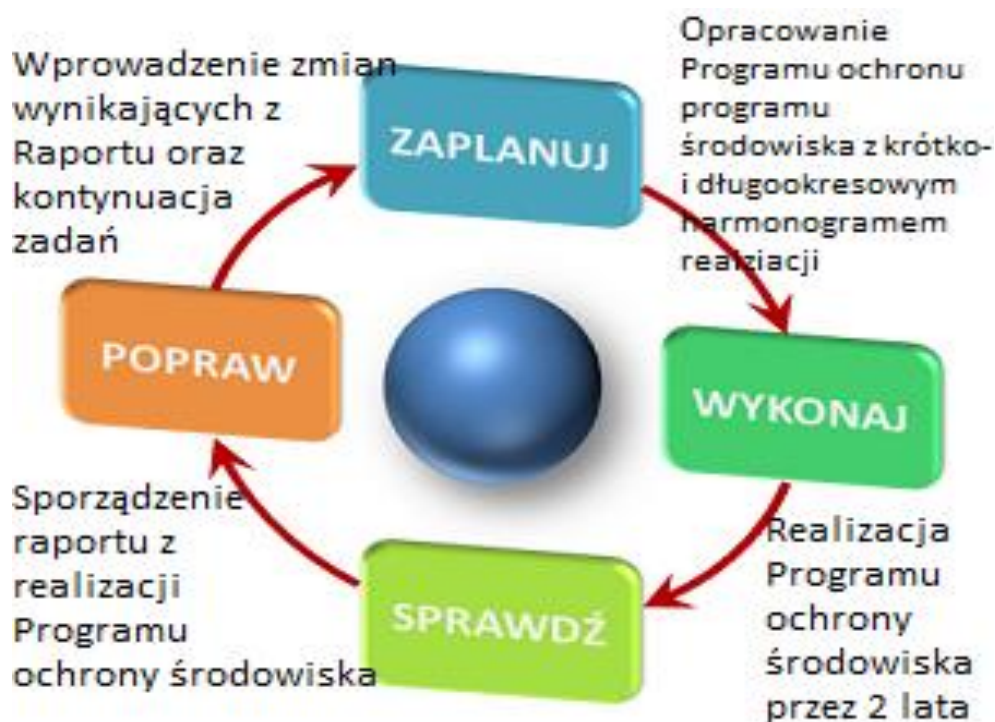 Wprowadzenie zmian
wynikających z
Raportu oraz
kontynuacja
zadań
ZAPLANUJ
Opracowanie
Programu ochronu
programu
środowiska z krótko-
i długookresowym
harmonogramem
realziacji
POPRAW
WYKONAJ
Sporządzenie
raportu z
realizacji
Programu
ochrony środowiska
SPRAWDŹ
Realizacja
Programu
ochrony
środowiska
przez 2 lata